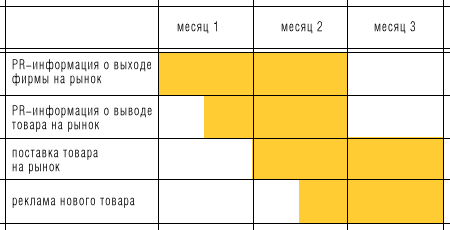 месяц 1 месяц 2 месяц 3
PR–информация о выходе
фирмы на рынок
PR–информация о выводе
товара на рынок
поставка товара
на рынок
реклама нового товара